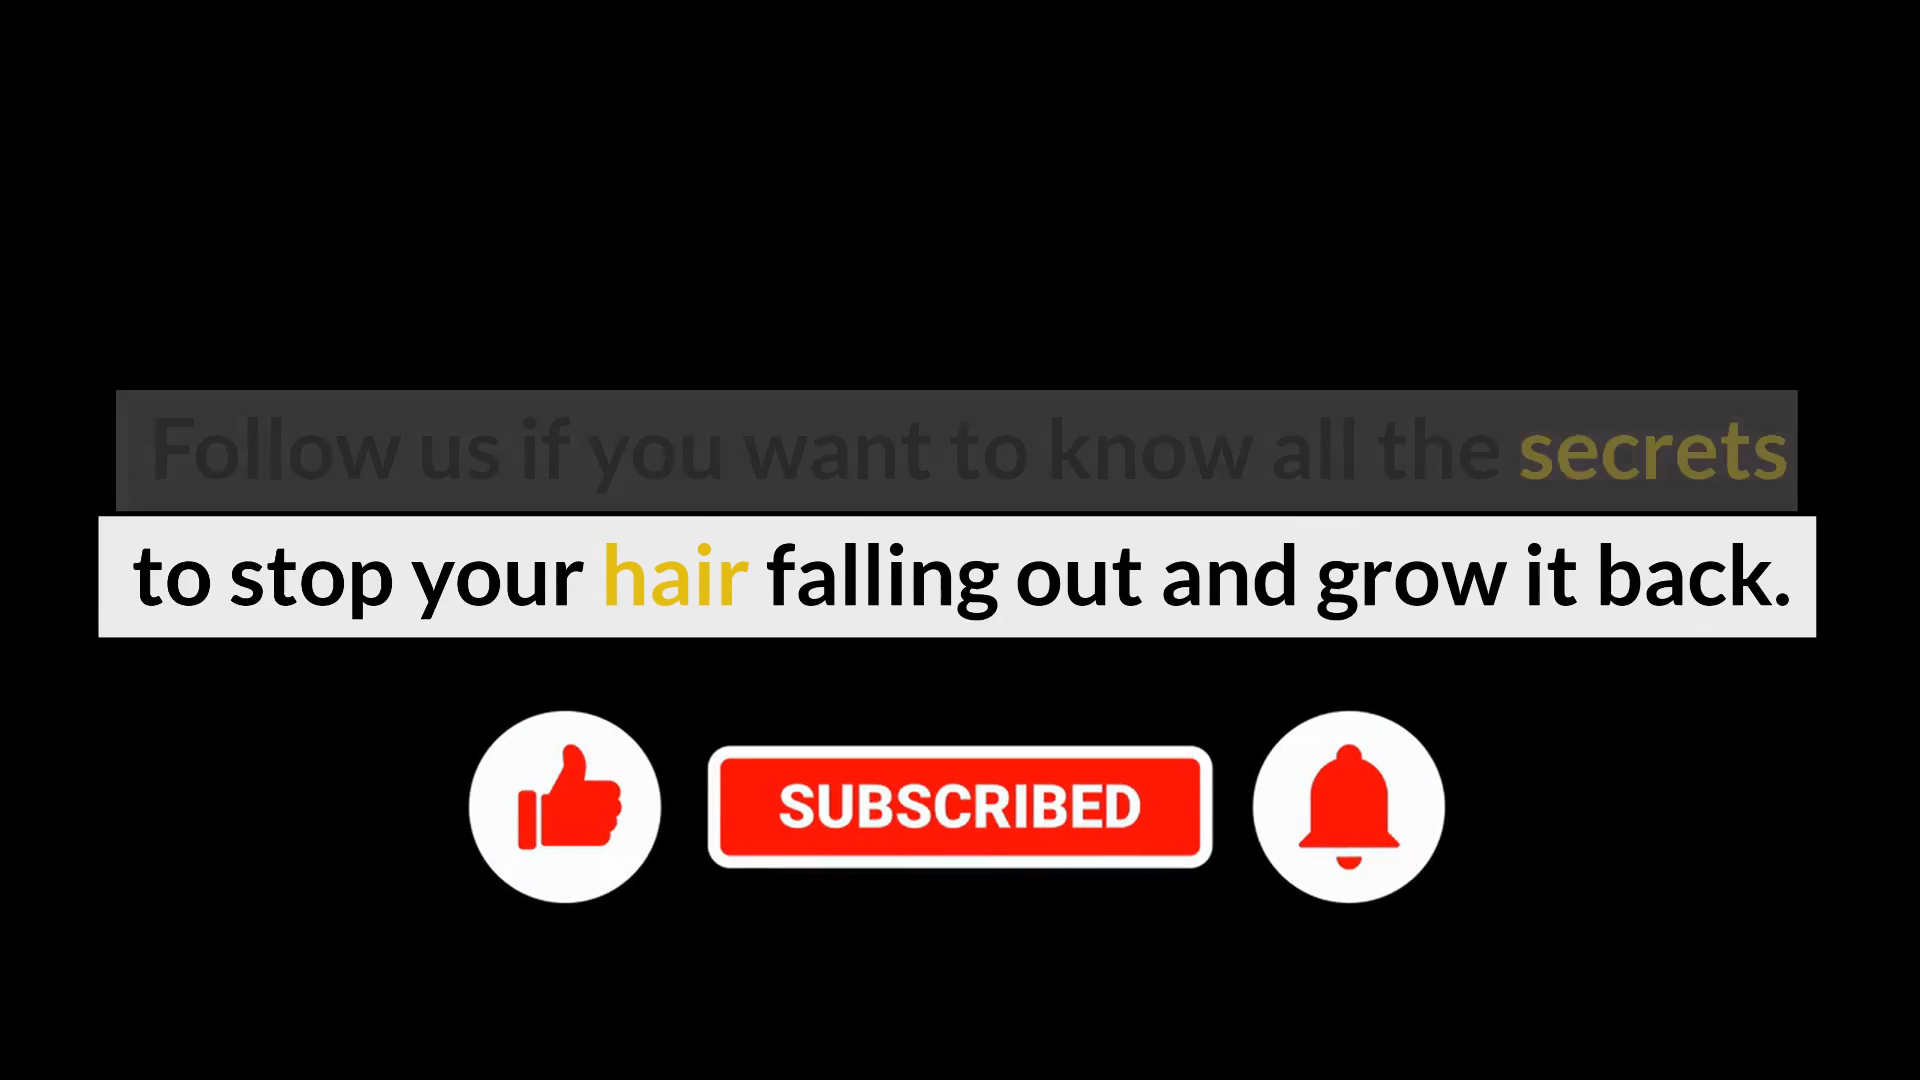 Follow us if you want to know all the secrets
to stop your hair falling out and grow it back.
SUBSCRIBED